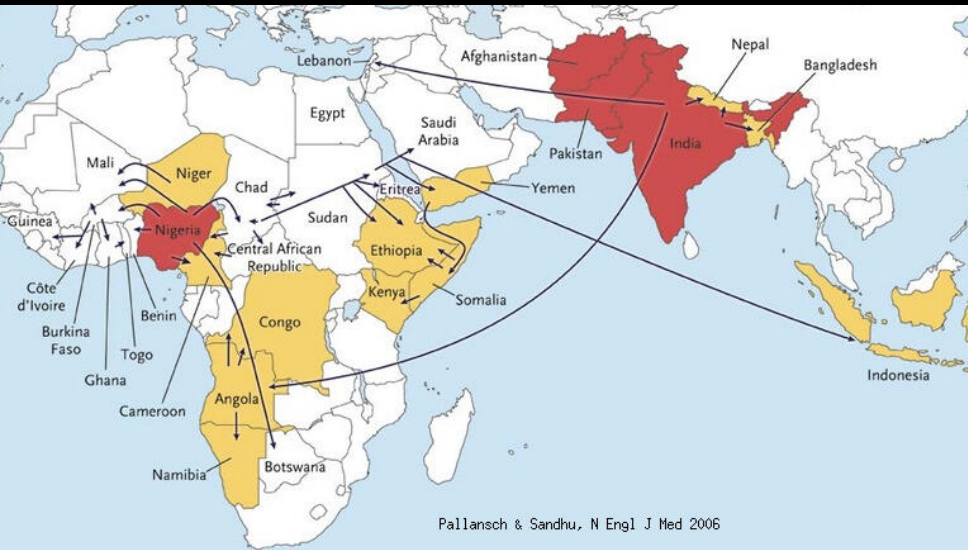 Lebanon
Afghanistan
Nepal
Bangladesh
Egypt
Saudi
Arabia
Pakistan
India
Mali
Niger
Chad
Eritrea
Yemen
Guinea
Nigeria
Sudan
Central African
Republic
Ethiopia
Côte
d'Ivoire
Burkina
Faso
Ghana
Togo
Benin
Cameroon
Congo
Kenya
Somalia
Indonesia
Angola
Namibia
Botswana
Pallansch & Sandhu, N Engl J Med 2006